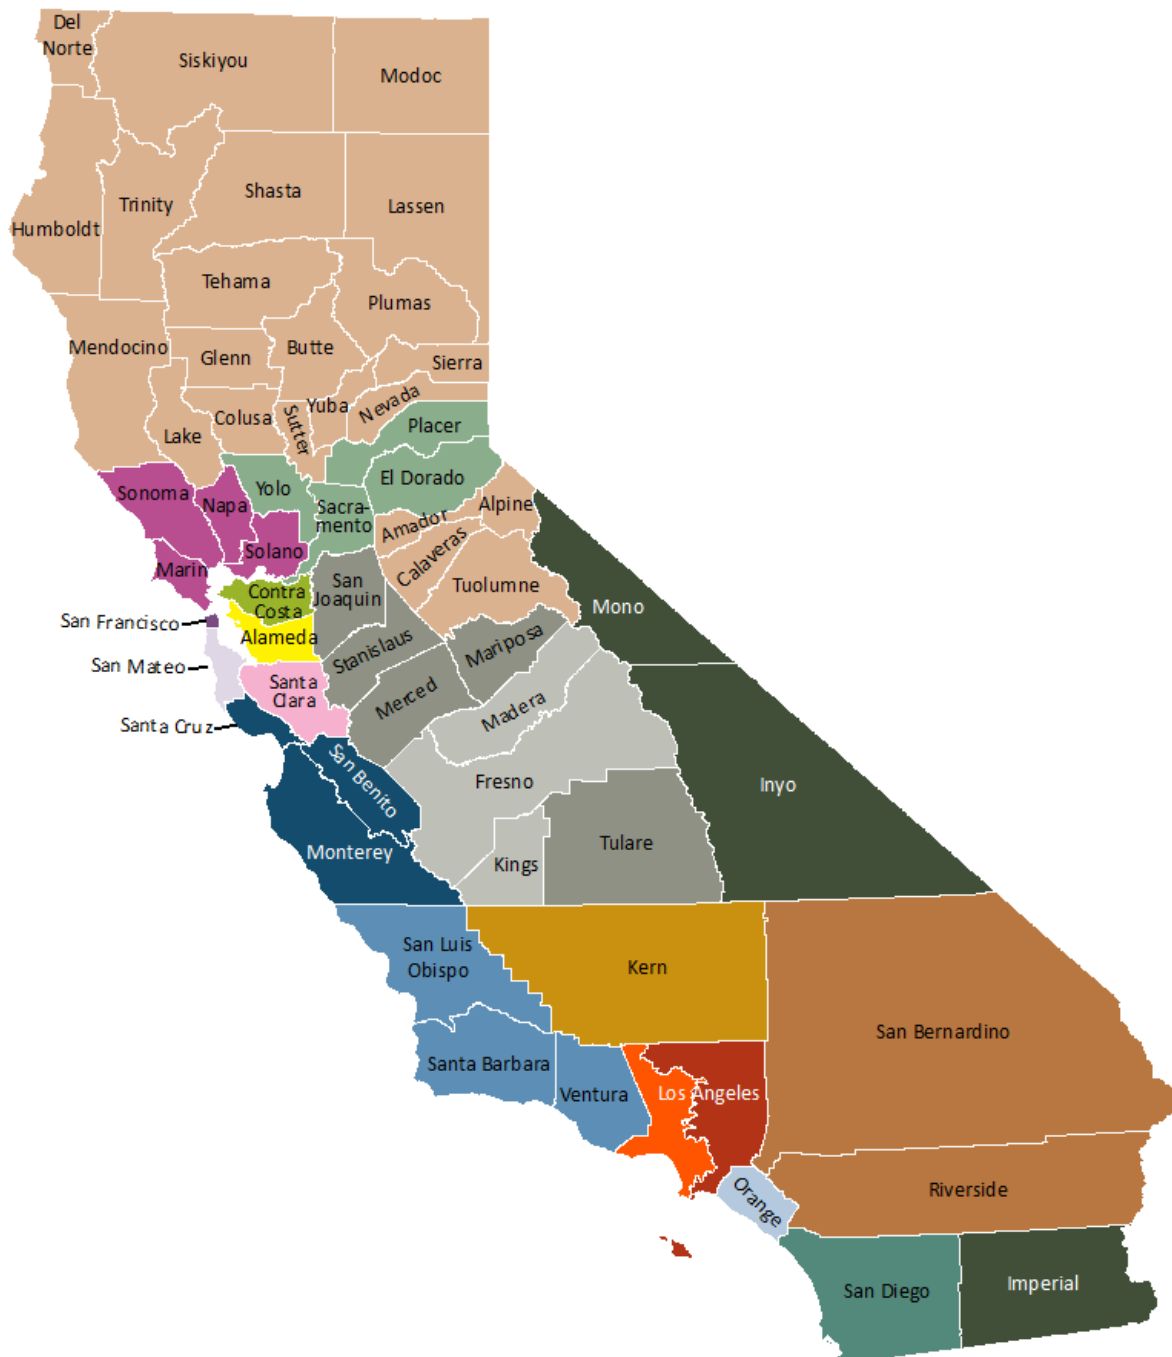 Del
Norte
Siskiyou
Modoc
Shasta
Trinity
Lassen
Humboldt
Tehama
Plumas
Mendocino
Glenn
Butte
Sierra
Nevada
Yuba
Sutter
Colusa
Lake
Placer
El Dorado
Yolo
Sonoma
Napa
Sacra-
mento
Alpine
Amador
Solano
Calaveras
Marin
San
Joaquin
Tuolumne
Contra
Costa
Mono
San Francisco
Alameda
Stanislaus
Mariposa
San Mateo
Santa
Clara
Merced
Madera
Santa Cruz
San Benito
Fresno
Inyo
Monterey
Kings
Tulare
San Luis
Obispo
Kern
San Bernardino
Santa Barbara
Ventura
Los Angeles
Orange
Riverside
San Diego
Imperial